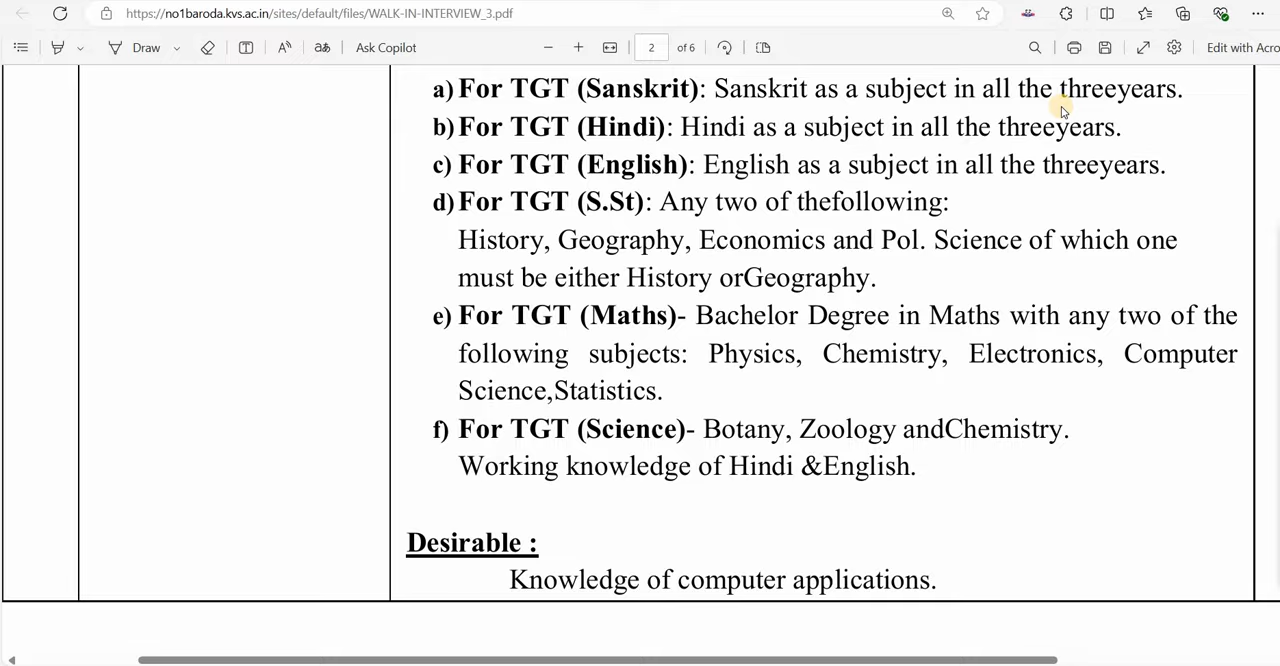 https://no1baroda.kvs.ac.in/sites/default/files/WALK-IN-INTERVIEW_3.pdf
Draw
Ask Copilot
2 of 6
Edit with Acro
a) For TGT (Sanskrit): Sanskrit as a subject in all the threeyears.
b) For TGT (Hindi): Hindi as a subject in all the threeyears.
c) For TGT (English): English as a subject in all the threeyears.
d) For TGT (S.St): Any two of thefollowing:
History, Geography, Economics and Pol. Science of which one
must be either History orGeography.
e) For TGT (Maths)- Bachelor Degree in Maths with any two of the
following subjects: Physics, Chemistry, Electronics, Computer
Science,Statistics.
f) For TGT (Science)- Botany, Zoology andChemistry.
Working knowledge of Hindi &English.
Desirable :
Knowledge of computer applications.